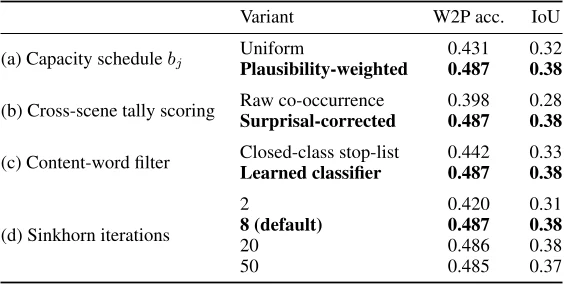 Variant W2P acc. IoU
(a) Capacity schedule b_j Uniform 0.431 0.32
Plausibility-weighted 0.487 0.38
(b) Cross-scene tally scoring Raw co-occurrence 0.398 0.28
Surprisal-corrected 0.487 0.38
(c) Content-word filter Closed-class stop-list 0.442 0.33
Learned classifier 0.487 0.38
(d) Sinkhorn iterations 2 0.420 0.31
8 (default) 0.487 0.38
20 0.486 0.38
50 0.485 0.37